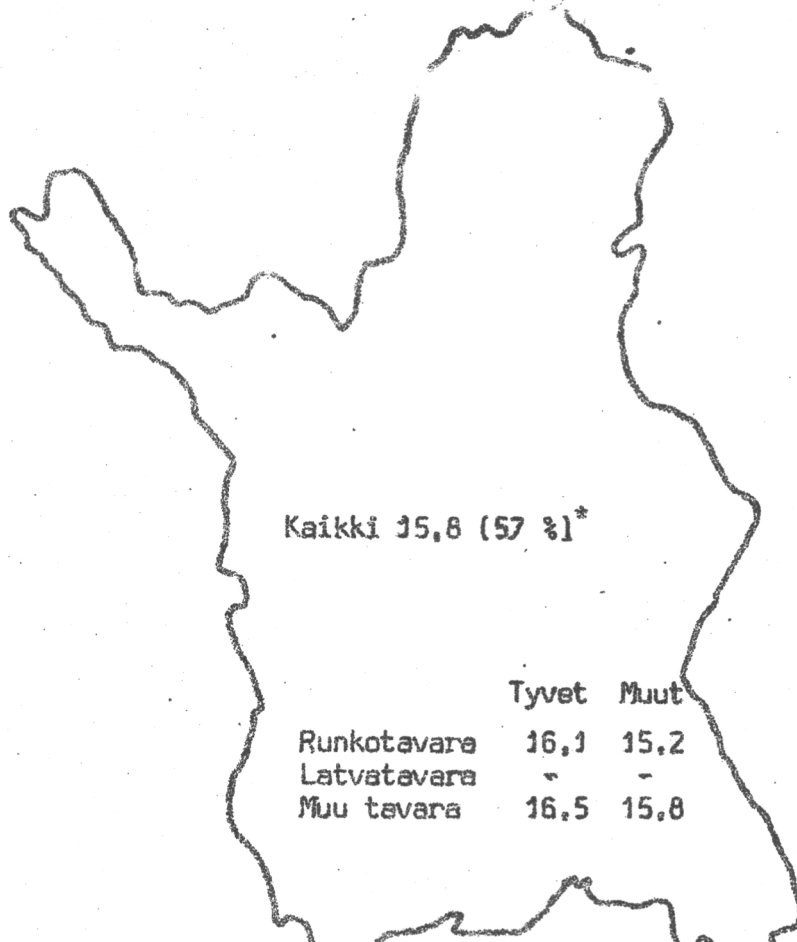 Kaikki 15,8 (57 %)*
Tyvet Muut
Runkotavara 16,1 15,2
Latvatavara - -
Muu tavara 16,5 15,8